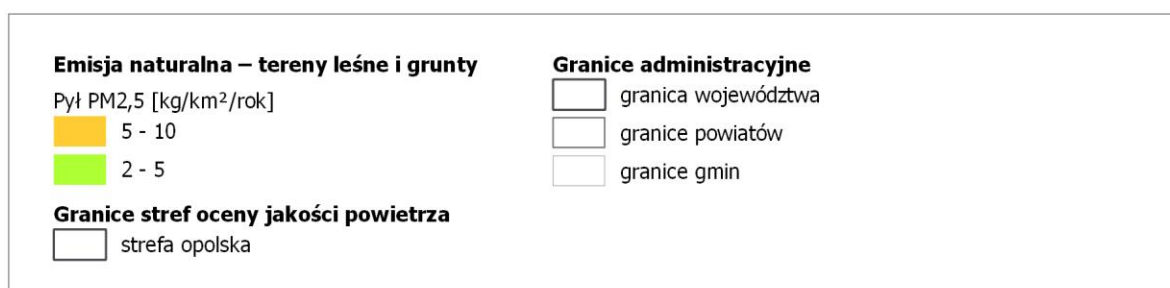 Emisja naturalna – tereny leśne i grunty
Pył PM2,5 [kg/km²/rok]
5 - 10
2 - 5
Granice stref oceny jakości powietrza
strefa opolska
Granice administracyjne
granica województwa
granice powiatów
granice gmin